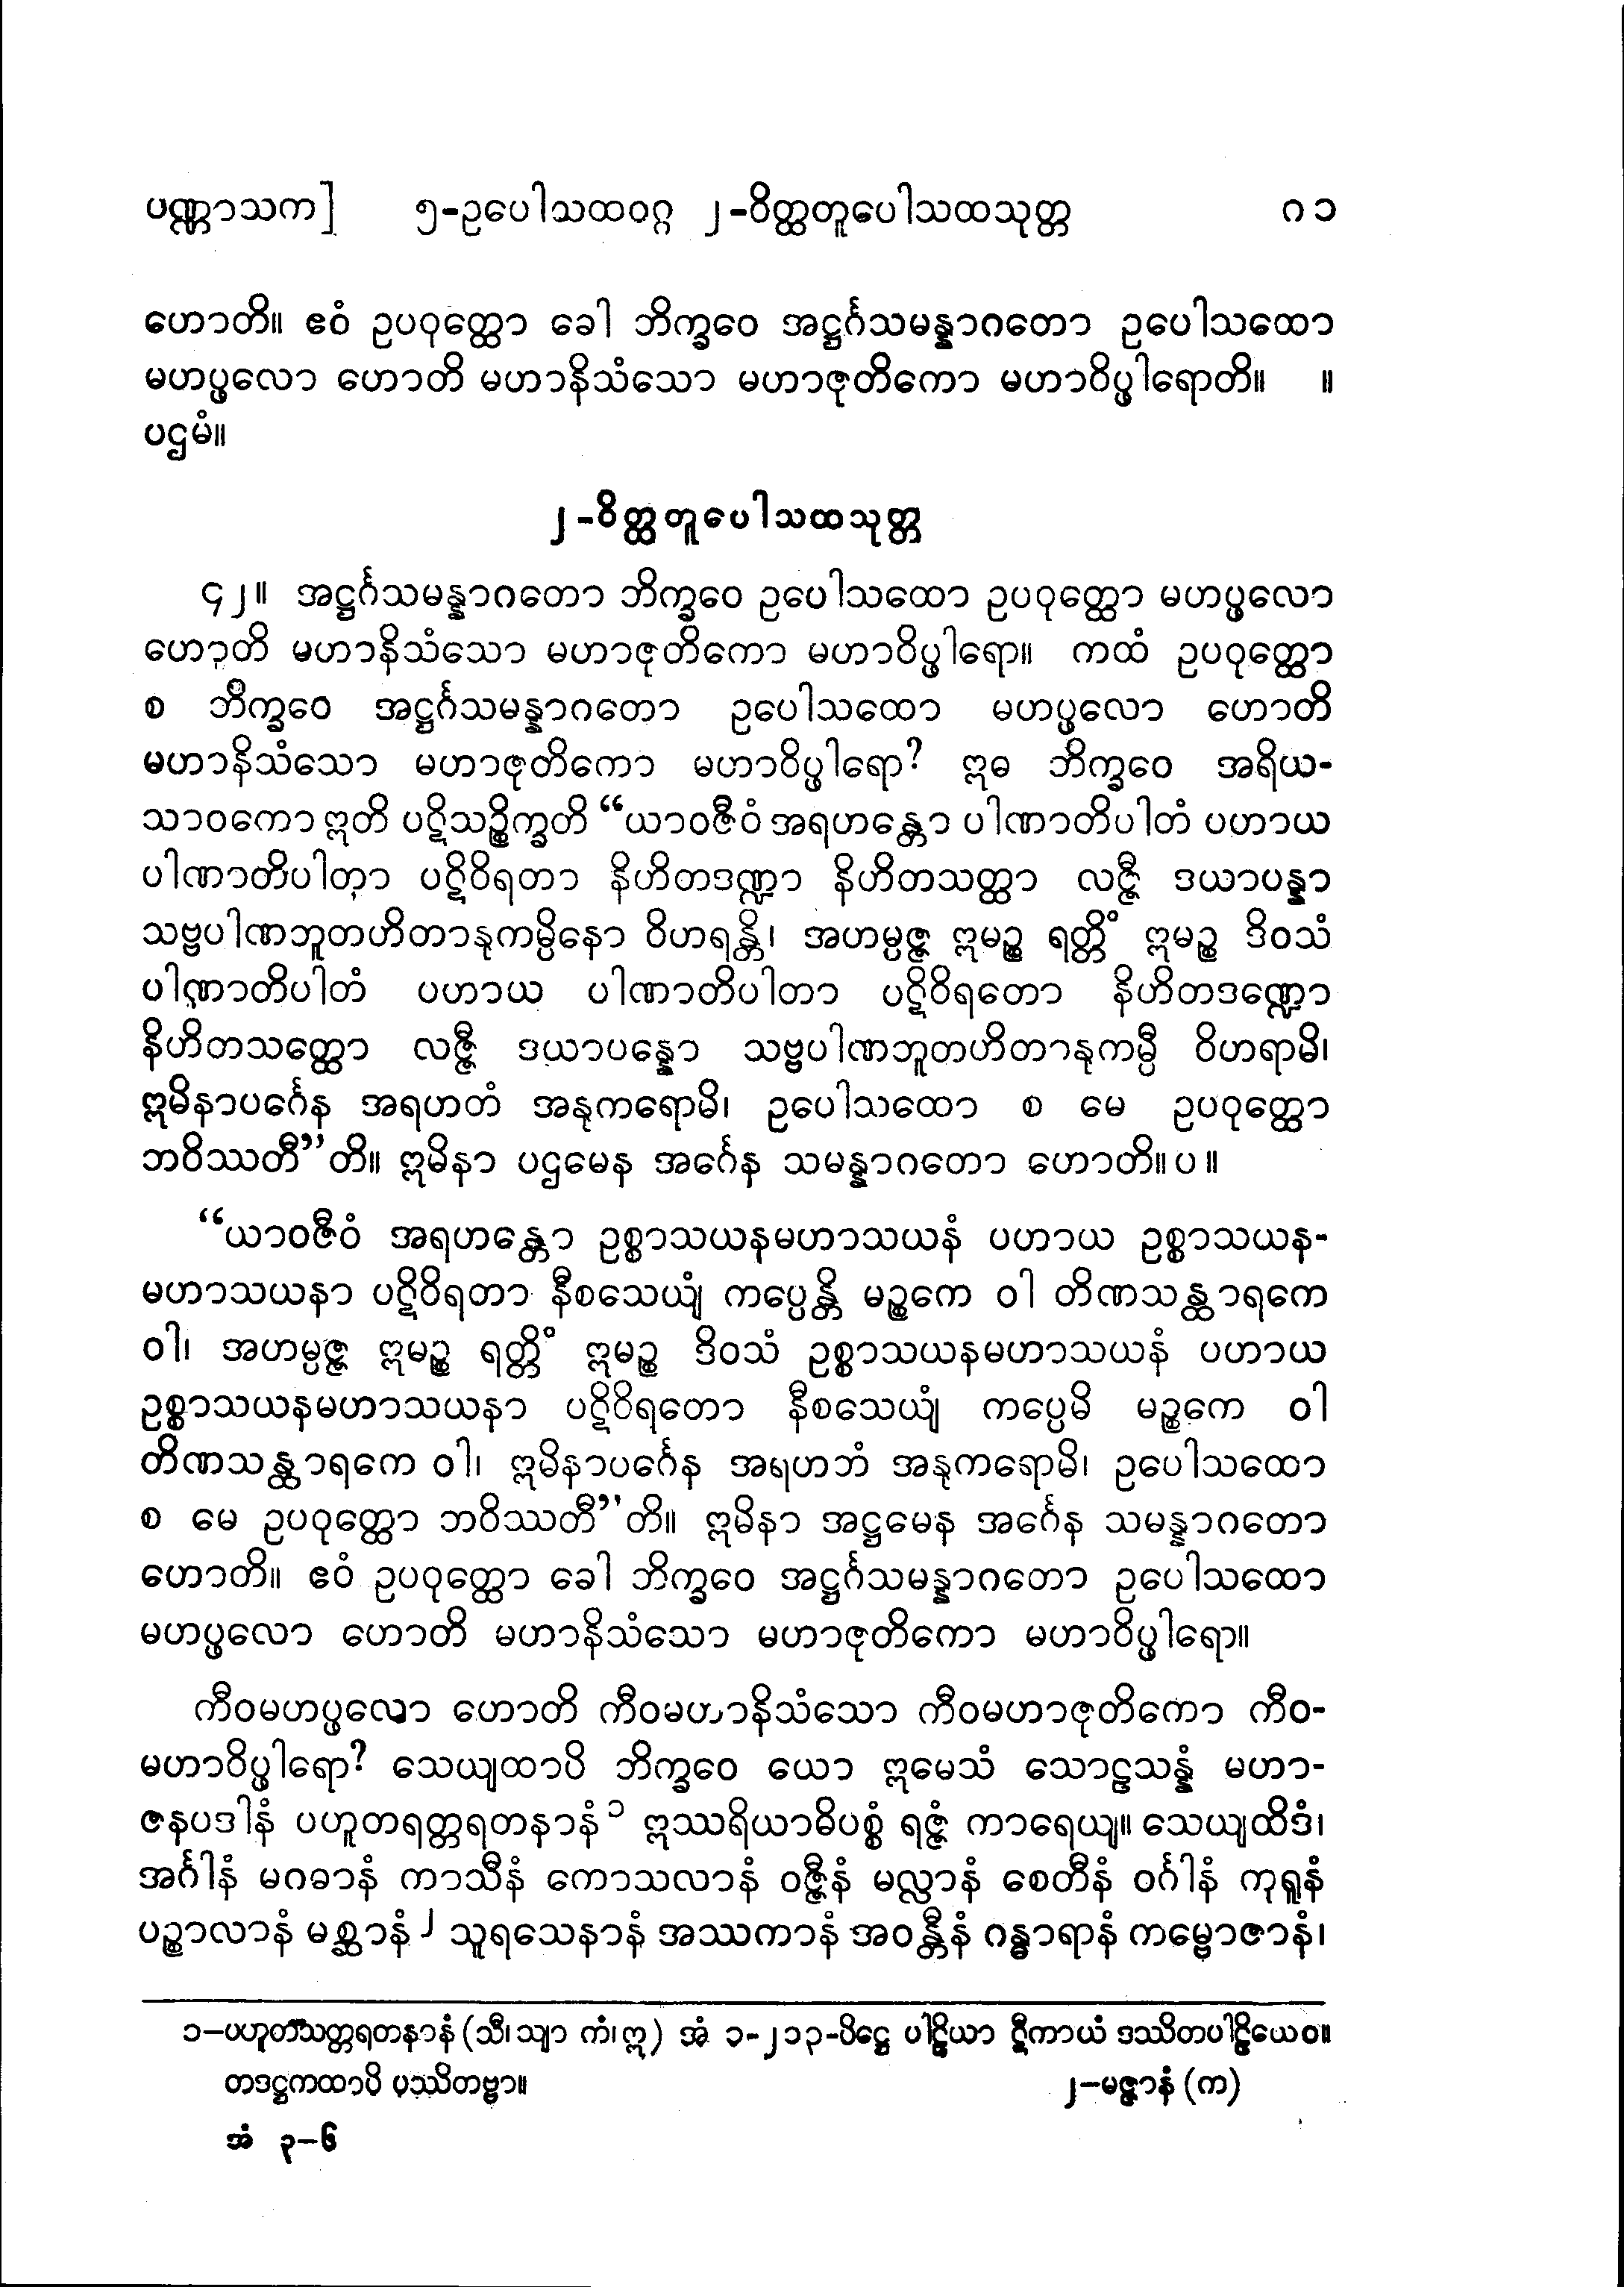 ပဏ္ဏာသက] ၅-ဥပေါသထဝဂ္ဂ ၂-ဝိတ္ထတူပေါသထသုတ္တ ဂ၁
ဟောတိ။ ဧဝံ ဥပဝုတ္ထော ခေါ ဘိက္ခဝေ အဋ္ဌင်္ဂသမန္နာဂတော ဥပေါသထော
မဟပ္ဖလော ဟောတိ မဟာနိသံသော မဟာဇုတိကော မဟာဝိပ္ဖါရောတိ။ ။
ပဌမံ။
၂-ဝိတ္ထတူပေါသထသုတ္တ
၄၂။ အဋ္ဌင်္ဂသမန္နာဂတော ဘိက္ခဝေ ဥပေါသထော ဥပဝုတ္ထော မဟပ္ဖလော
ဟောတိ မဟာနိသံသော မဟာဇုတိကော မဟာဝိပ္ဖါရော။ ကထံ ဥပဝုတ္ထော
စ ဘိက္ခဝေ အဋ္ဌင်္ဂသမန္နာဂတော ဥပေါသထော မဟပ္ဖလော ဟောတိ
မဟာနိသံသော မဟာဇုတိကော မဟာဝိပ္ဖါရော? ဣဓ ဘိက္ခဝေ အရိယ-
သာဝကော ဣတိ ပဋိသဉ္စိက္ခတိ “ယာဝဇီဝံ အရဟန္တော ပါဏာတိပါတံ ပဟာယ
ပါဏာတိပါတာ ပဋိဝိရတာ နိဟိတဒဏ္ဍာ နိဟိတသတ္ထာ လဇ္ဇီ ဒယာပန္နာ
သဗ္ဗပါဏဘူတဟိတာနုကမ္ပိနော ဝိဟရန္တိ၊ အဟမ္ပဇ္ဇ ဣမဉ္စ ရတ္တိံ ဣမဉ္စ ဒိဝသံ
ပါဏာတိပါတံ ပဟာယ ပါဏာတိပါတာ ပဋိဝိရတော နိဟိတဒဏ္ဍော
နိဟိတသတ္ထော လဇ္ဇီ ဒယာပန္နော သဗ္ဗပါဏဘူတဟိတာနုကမ္ပီ ဝိဟရာမိ၊
ဣမိနာပင်္ဂေန အရဟတံ အနုကရောမိ၊ ဥပေါသထော စ မေ ဥပဝုတ္ထော
ဘဝိဿတီ”တိ။ ဣမိနာ ပဌမေန အင်္ဂေန သမန္နာဂတော ဟောတိ။ ပ ။
“ယာဝဇီဝံ အရဟန္တော ဥစ္စာသယနမဟာသယနံ ပဟာယ ဥစ္စာသယန-
မဟာသယနာ ပဋိဝိရတာ နီစသေယျံ ကပ္ပေန္တိ မဉ္စကေ ဝါ တိဏသန္ထာရကေ
ဝါ၊ အဟမ္ပဇ္ဇ ဣမဉ္စ ရတ္တိံ ဣမဉ္စ ဒိဝသံ ဥစ္စာသယနမဟာသယနံ ပဟာယ
ဥစ္စာသယနမဟာသယနာ ပဋိဝိရတော နီစသေယျံ ကပ္ပေမိ မဉ္စကေ ဝါ
တိဏသန္ထာရကေ ဝါ၊ ဣမိနာပင်္ဂေန အရဟတံ အနုကရောမိ၊ ဥပေါသထော
စ မေ ဥပဝုတ္ထော ဘဝိဿတီ”တိ။ ဣမိနာ အဋ္ဌမေန အင်္ဂေန သမန္နာဂတော
ဟောတိ။ ဧဝံ ဥပဝုတ္ထော ခေါ ဘိက္ခဝေ အဋ္ဌင်္ဂသမန္နာဂတော ဥပေါသထော
မဟပ္ဖလော ဟောတိ မဟာနိသံသော မဟာဇုတိကော မဟာဝိပ္ဖါရော။
ကီဝမဟပ္ဖလော ဟောတိ ကီဝမဟာနိသံသော ကီဝမဟာဇုတိကော ကီဝ-
မဟာဝိပ္ဖါရော? သေယျထာပိ ဘိက္ခဝေ ယော ဣမေသံ သောဠသန္နံ မဟာ-
ဇနပဒါနံ ပဟူတရတ္တရတနာနံ ၁ ဣဿရိယာဓိပစ္စံ ရဇ္ဇံ ကာရေယျ။ သေယျထိဒံ၊
အင်္ဂါနံ မဂဓာနံ ကာသီနံ ကောသလာနံ ဝဇ္ဇီနံ မလ္လာနံ စေတီနံ ဝင်္ဂါနံ ကုရူနံ
ပဉ္စာလာနံ မစ္ဆာနံ ၂ သူရသေနာနံ အဿကာနံ အဝန္တီနံ ဂန္ဓာရာနံ ကမ္ဗောဇာနံ၊
၁–ပဟူတသတ္တရတနာနံ (သီ၊ သျာ ကံ၊ ဣ) အံ ၁-၂၁၃-ပိဋ္ဌေ ပါဠိယာ ဋီကာယံ ဒဿိတပါဠိယေဝ။
တဒဋ္ဌကထာပိ ပဿိတဗ္ဗာ။ ၂–မဇ္ဇာနံ (က)
အံ ၃–၆